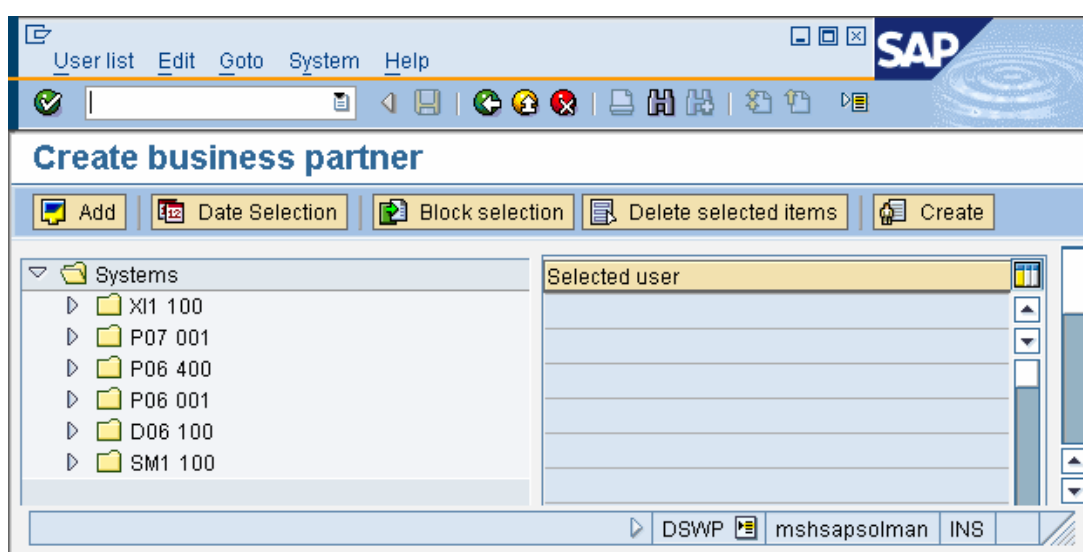 User list Edit Goto System Help
SAP
Create business partner
Add 12 Date Selection Block selection Delete selected items Create
Systems
XI1 100
P07 001
P06 400
P06 001
D06 100
SM1 100
Selected user
DSWP mshsapsolman INS